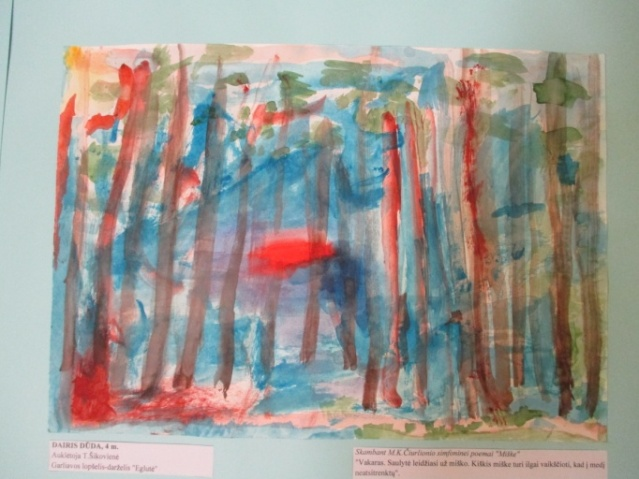 DAIRIS DŪDA, 4 m.
Auklėtoja T.Šikovienė
Garliavos lopšelis-darželis "Eglutė"
Skambant M.K.Čiurlionio simfoninei poemai "Miške"
"Vakaras. Saulytė leidžiasi už miško. Kiškis miške turi ilgai vaikščioti, kad į medį
neatsitrenktų".